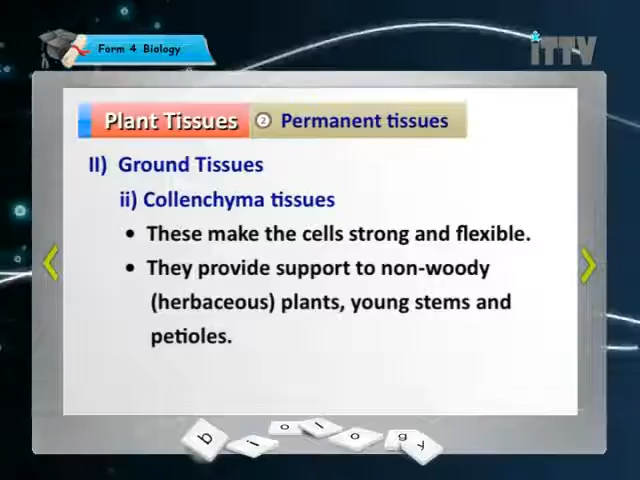 Form 4 Biology
iTTV
Plant Tissues 2 Permanent tissues
II) Ground Tissues
ii) Collenchyma tissues
• These make the cells strong and flexible.
• They provide support to non-woody
(herbaceous) plants, young stems and
petioles.
b i o l o g y